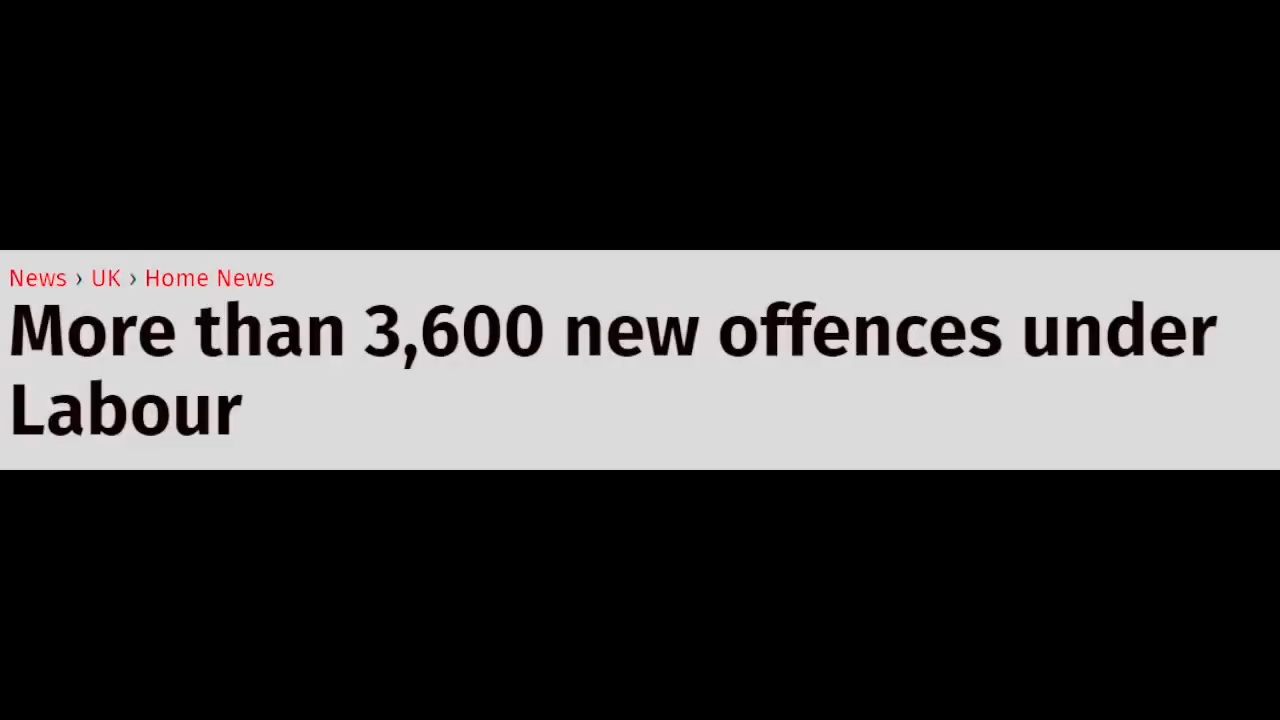 News › UK › Home News
More than 3,600 new offences under
Labour